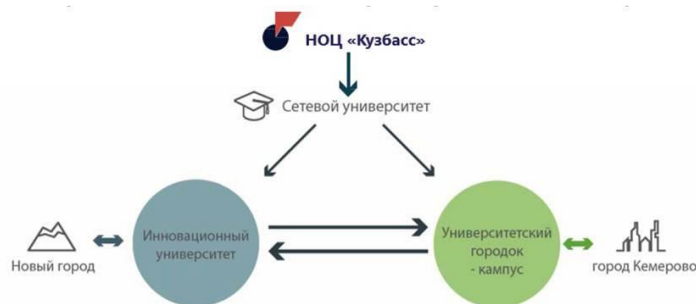 НОЦ «Кузбасс»
Сетевой университет
Инновационный
университет
Университетский
городок
- кампус
Новый город
город Кемерово